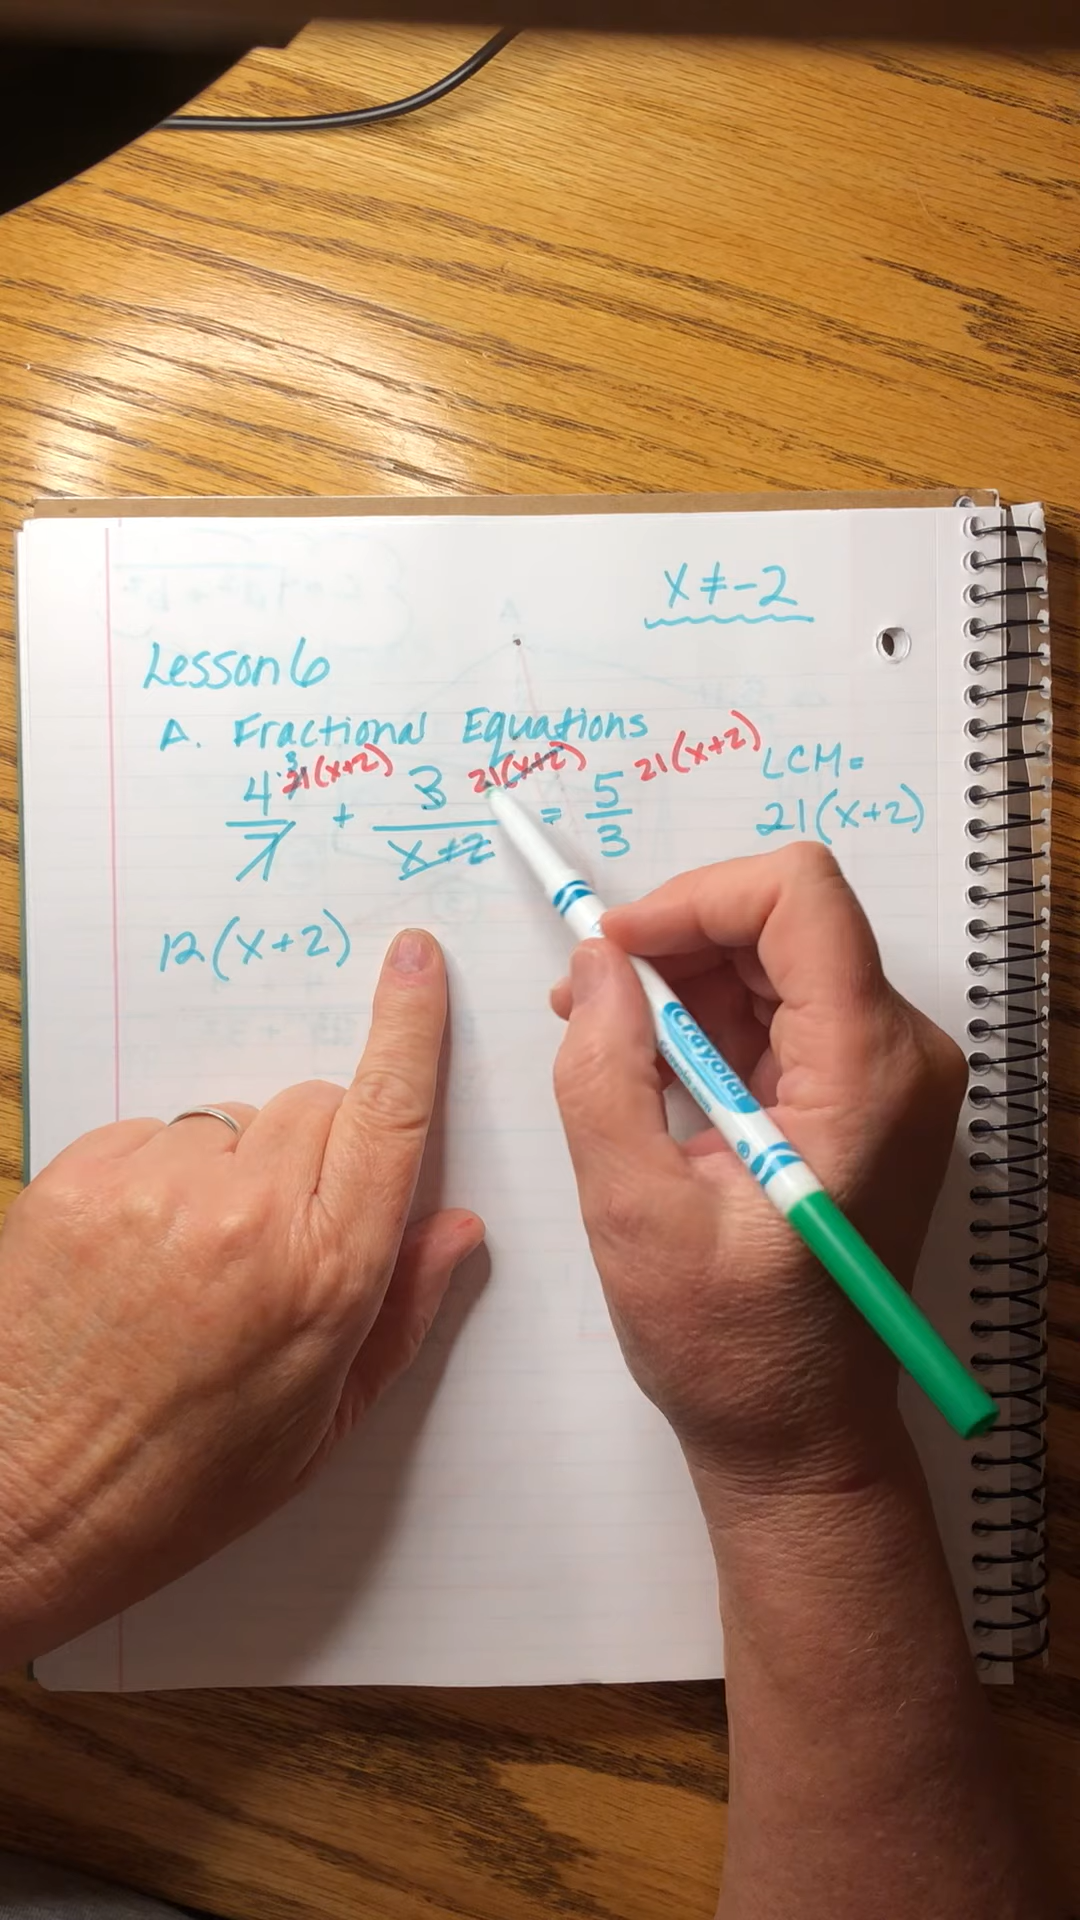 x ≠ -2
Lesson 6
A. Fractional Equations
4/7 · 3 21(x+2) + 3/(x+2) 21(x+2) = 5/3 21(x+2)
LCM =
21(x+2)
12(x+2)
Crayola